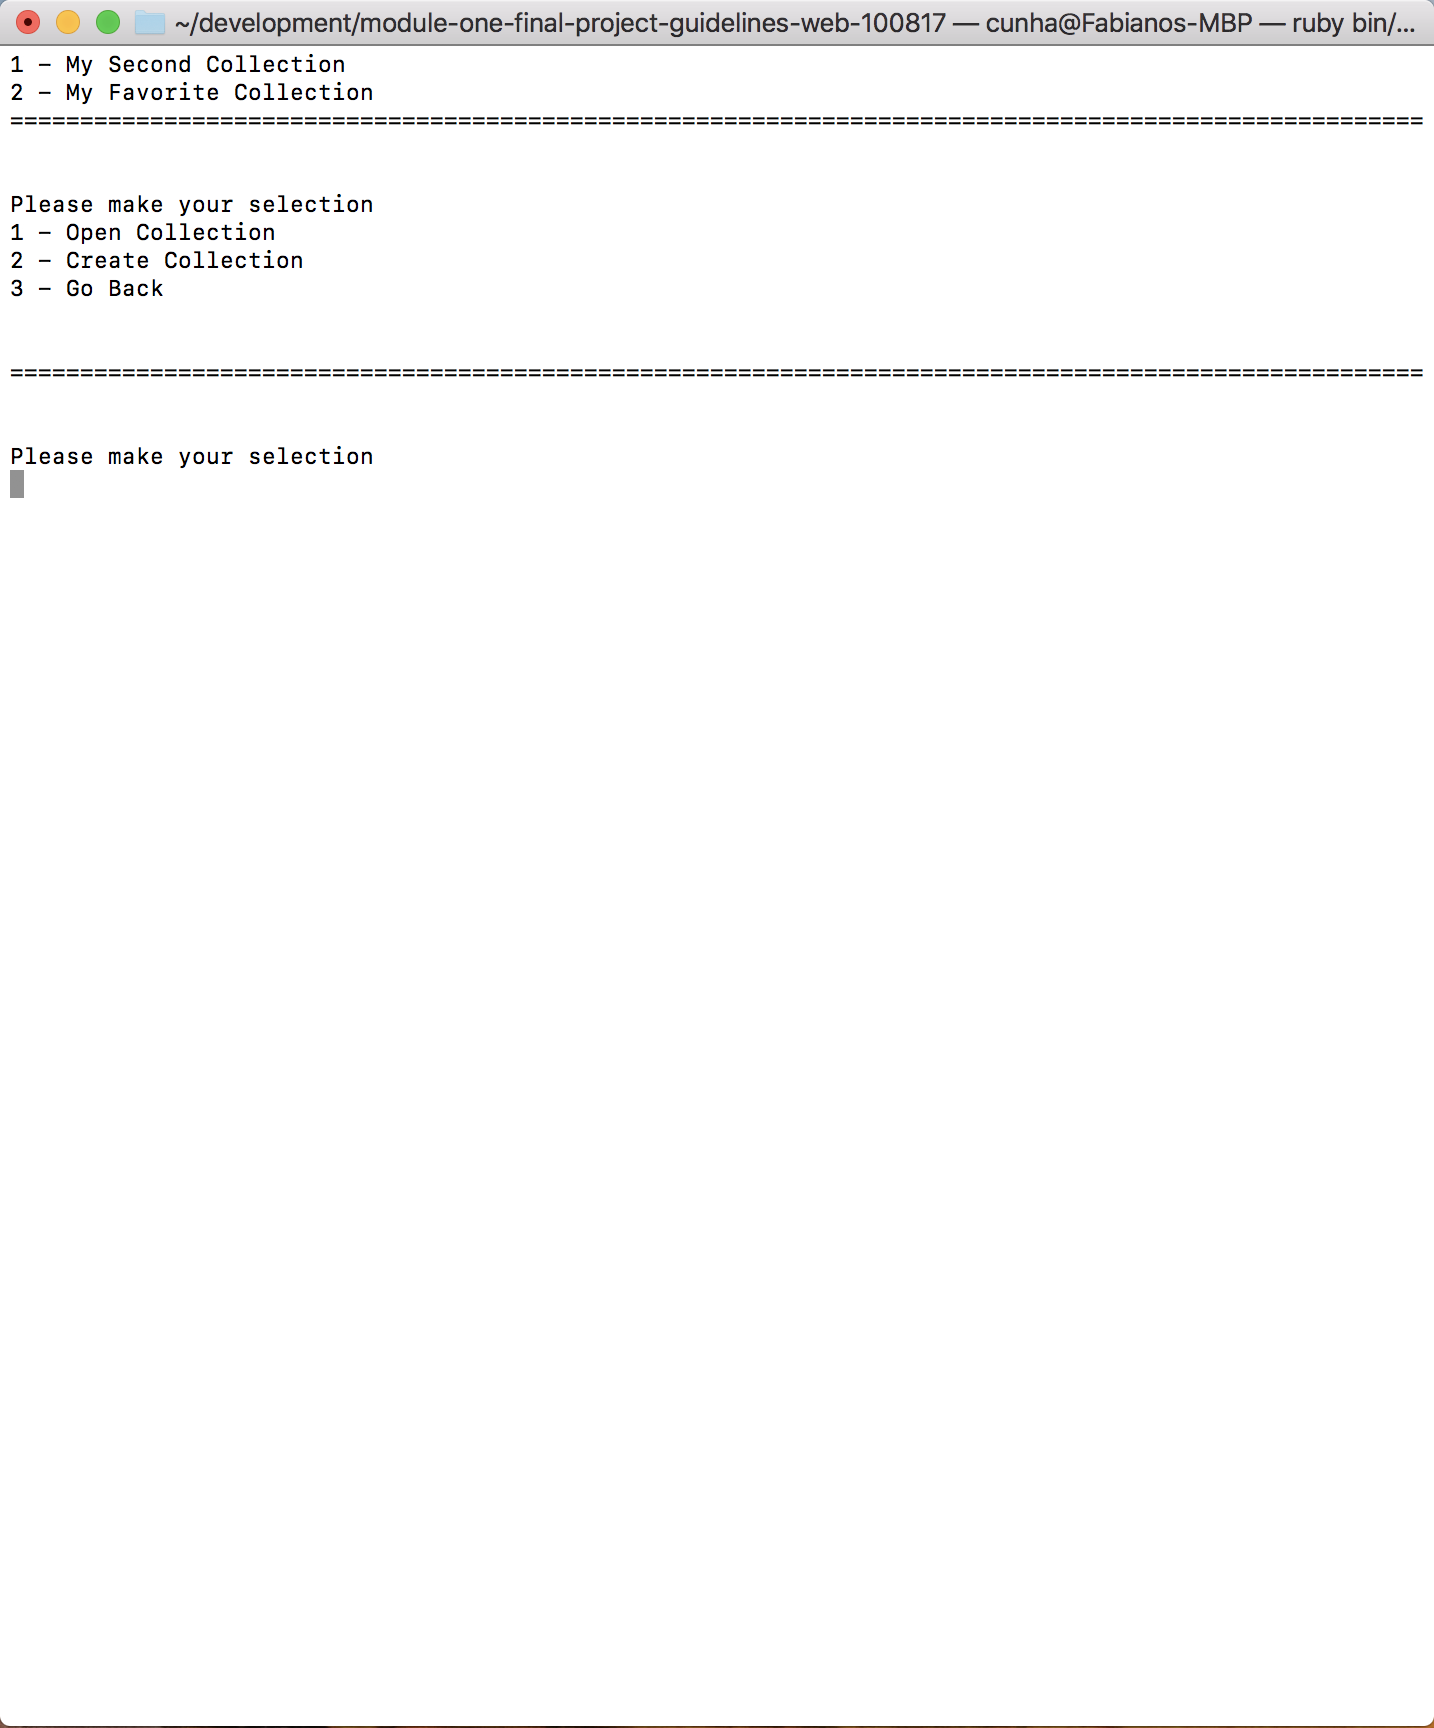 ~/development/module-one-final-project-guidelines-web-100817 — cunha@Fabianos-MBP — ruby bin/...
1 - My Second Collection
2 - My Favorite Collection
=====================================================================================================
Please make your selection
1 - Open Collection
2 - Create Collection
3 - Go Back
=====================================================================================================
Please make your selection